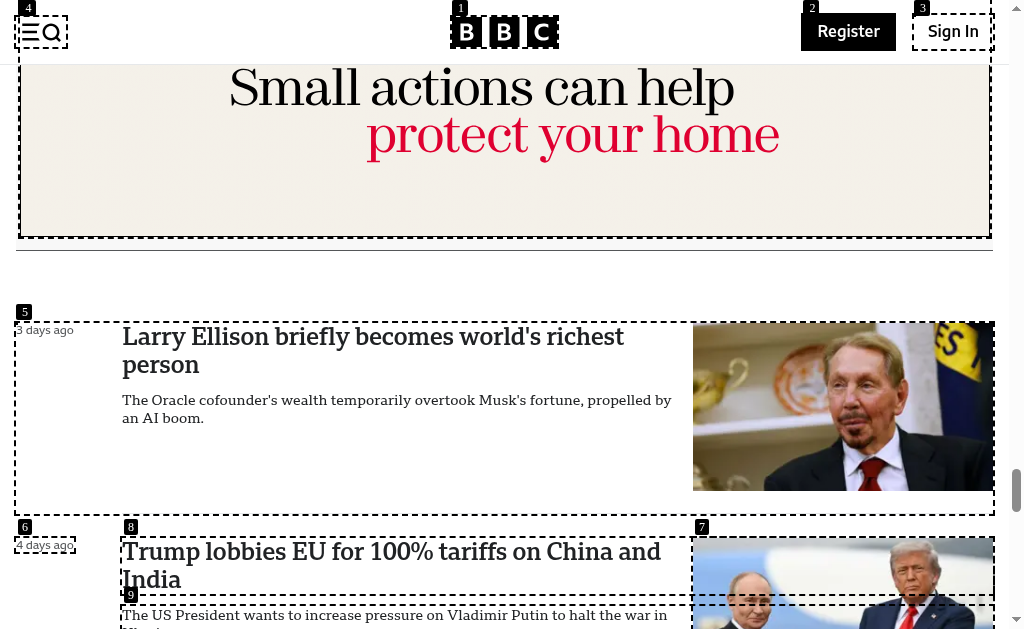 4
1
2
3
BBC
Register
Sign In
Small actions can help
protect your home
5
3 days ago
Larry Ellison briefly becomes world's richest
person
The Oracle cofounder's wealth temporarily overtook Musk's fortune, propelled by
an AI boom.
ES
6
8
7
4 days ago
Trump lobbies EU for 100% tariffs on China and
India
9
The US President wants to increase pressure on Vladimir Putin to halt the war in